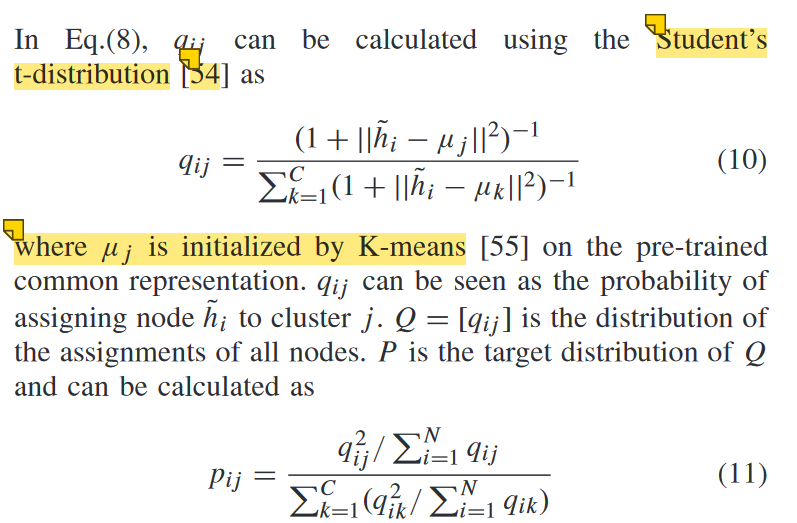 In Eq.(8), q_{ij} can be calculated using the Student's
t-distribution [54] as
q_{ij} = \frac{(1 + ||\tilde{h}_i − μ_j||^2)^{−1}}{\sum_{k=1}^{C}(1 + ||\tilde{h}_i − μ_k||^2)^{−1}} (10)
where μ_j is initialized by K-means [55] on the pre-trained
common representation. q_{ij} can be seen as the probability of
assigning node \tilde{h}_i to cluster j. Q = [q_{ij}] is the distribution of
the assignments of all nodes. P is the target distribution of Q
and can be calculated as
p_{ij} = \frac{q_{ij}^2 / \sum_{i=1}^{N} q_{ij}}{\sum_{k=1}^{C}(q_{ik}^2 / \sum_{i=1}^{N} q_{ik})} (11)